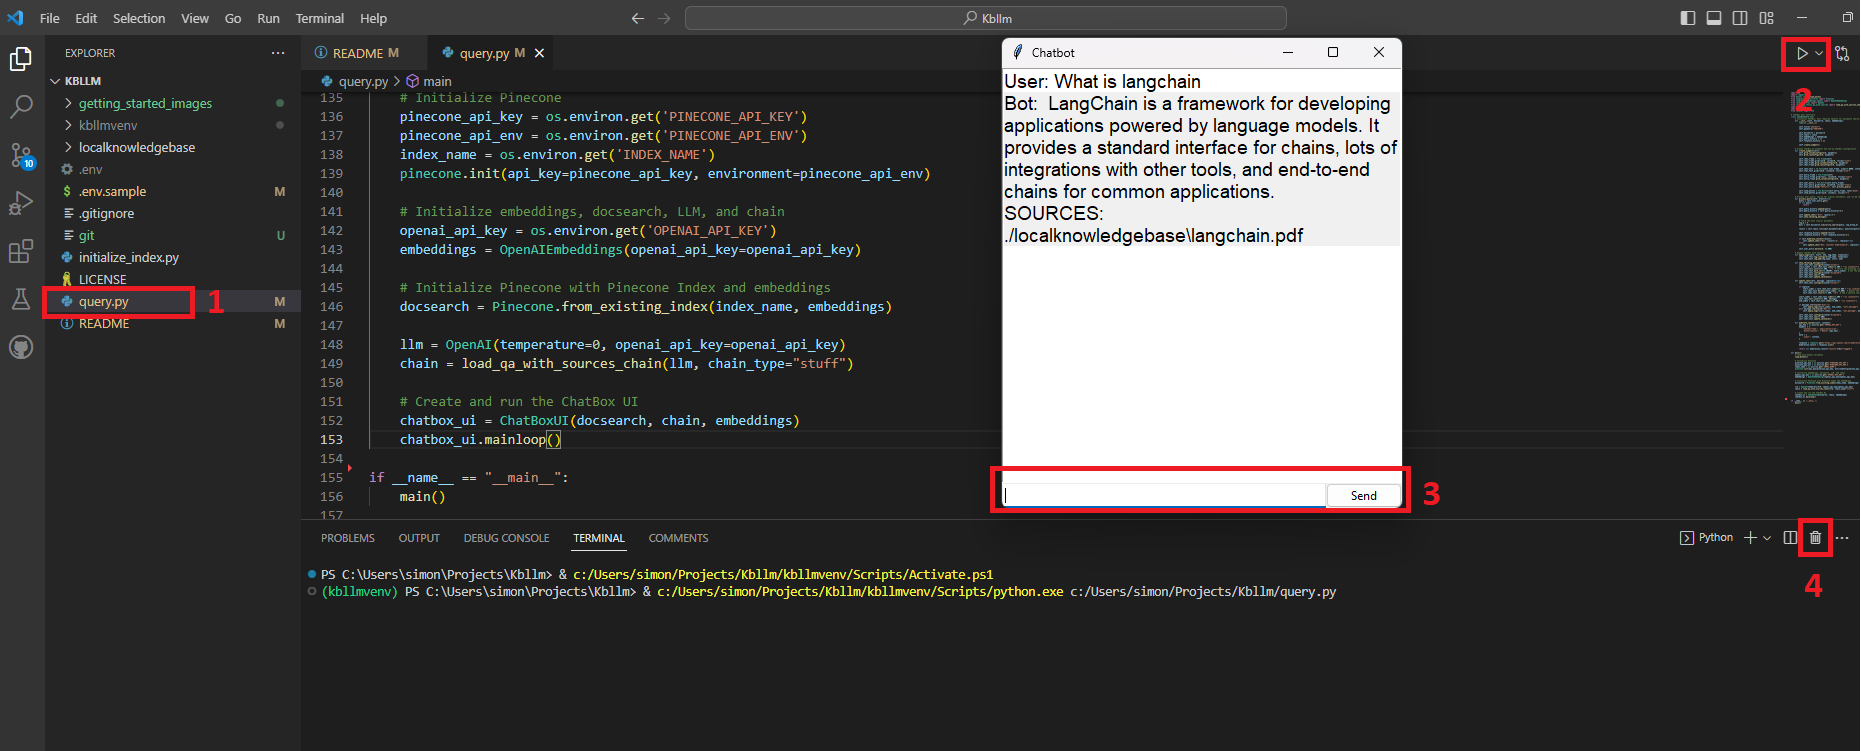 File Edit Selection View Go Run Terminal Help
Kbllm
EXPLORER
KBLLM
getting_started_images
kbllmvenv
localknowledgebase
.env
$ .env.sample M
.gitignore
git U
initialize_index.py
LICENSE
query.py M
README M
10
1
README M
query.py M
query.py > main
135 # Initialize Pinecone
136 pinecone_api_key = os.environ.get('PINECONE_API_KEY')
137 pinecone_api_env = os.environ.get('PINECONE_API_ENV')
138 index_name = os.environ.get('INDEX_NAME')
139 pinecone.init(api_key=pinecone_api_key, environment=pinecone_api_env)
140
141 # Initialize embeddings, docsearch, LLM, and chain
142 openai_api_key = os.environ.get('OPENAI_API_KEY')
143 embeddings = OpenAIEmbeddings(openai_api_key=openai_api_key)
144
145 # Initialize Pinecone with Pinecone Index and embeddings
146 docsearch = Pinecone.from_existing_index(index_name, embeddings)
147
148 llm = OpenAI(temperature=0, openai_api_key=openai_api_key)
149 chain = load_qa_with_sources_chain(llm, chain_type="stuff")
150
151 # Create and run the ChatBox UI
152 chatbox_ui = ChatBoxUI(docsearch, chain, embeddings)
153 chatbox_ui.mainloop()
154
155 if __name__ == "__main__":
156 main()
157
Chatbot
User: What is langchain
Bot: LangChain is a framework for developing
applications powered by language models. It
provides a standard interface for chains, lots of
integrations with other tools, and end-to-end
chains for common applications.
SOURCES:
./localknowledgebase\langchain.pdf
Send
3
2
PROBLEMS OUTPUT DEBUG CONSOLE TERMINAL COMMENTS
Python
4
PS C:\Users\simon\Projects\Kbllm> & c:/Users/simon/Projects/Kbllm/kbllmvenv/Scripts/Activate.ps1
(kbllmvenv) PS C:\Users\simon\Projects\Kbllm> & c:/Users/simon/Projects/Kbllm/kbllmvenv/Scripts/python.exe c:/Users/simon/Projects/Kbllm/query.py